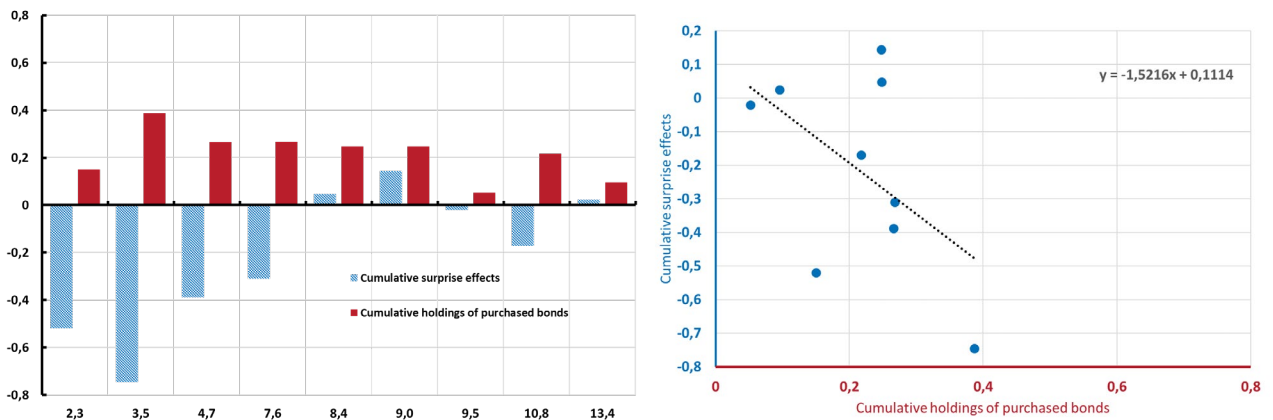 0,8
0,6
0,4
0,2
0
-0,2
-0,4
-0,6
-0,8
2,3 3,5 4,7 7,6 8,4 9,0 9,5 10,8 13,4
Cumulative surprise effects
Cumulative holdings of purchased bonds
Cumulative surprise effects
0,2
0,1
0
-0,1
-0,2
-0,3
-0,4
-0,5
-0,6
-0,7
-0,8
y = -1,5216x + 0,1114
0 0,2 0,4 0,6 0,8
Cumulative holdings of purchased bonds